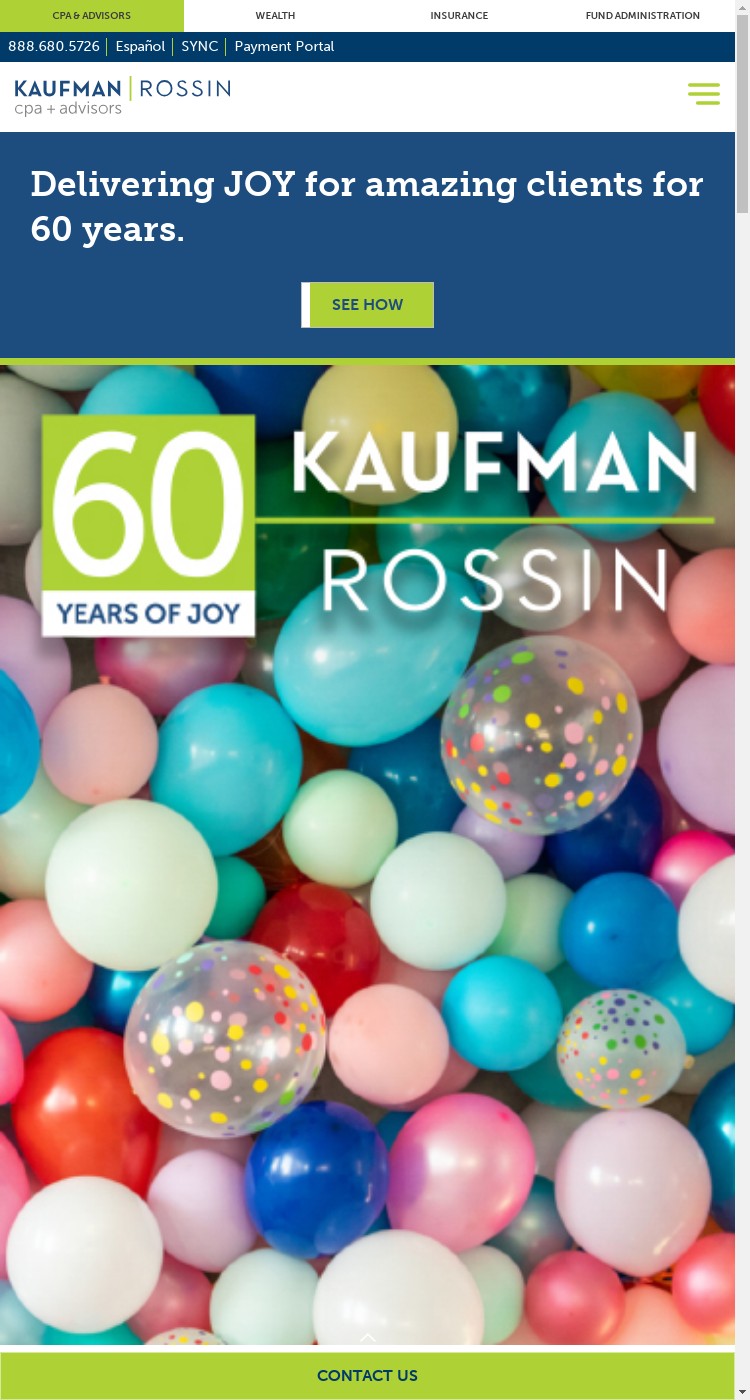 CPA & ADVISORS WEALTH INSURANCE FUND ADMINISTRATION
888.680.5726 Español SYNC Payment Portal
KAUFMAN ROSSIN
cpa + advisors
Delivering JOY for amazing clients for
60 years.
SEE HOW
60
YEARS OF JOY
KAUFMAN
ROSSIN
CONTACT US